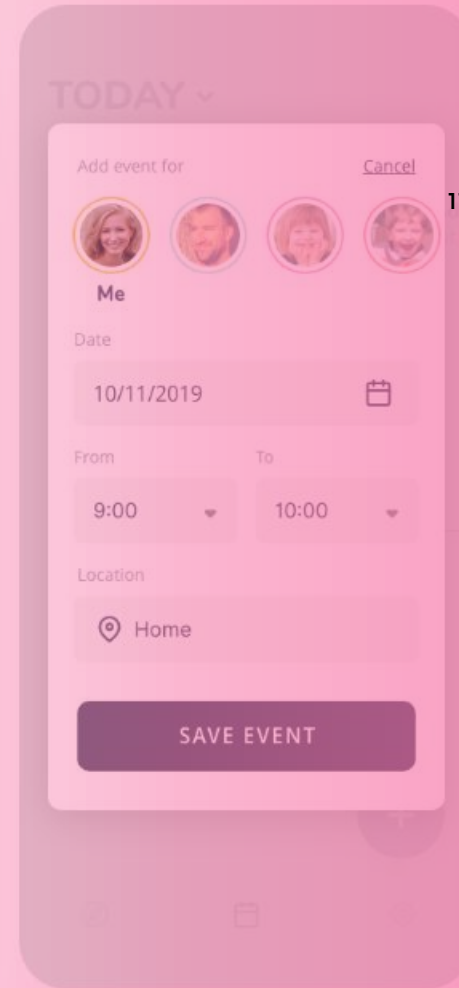 TODAY
Add event for Cancel
Me
Date
10/11/2019
From To
9:00 10:00
Location
Home
SAVE EVENT